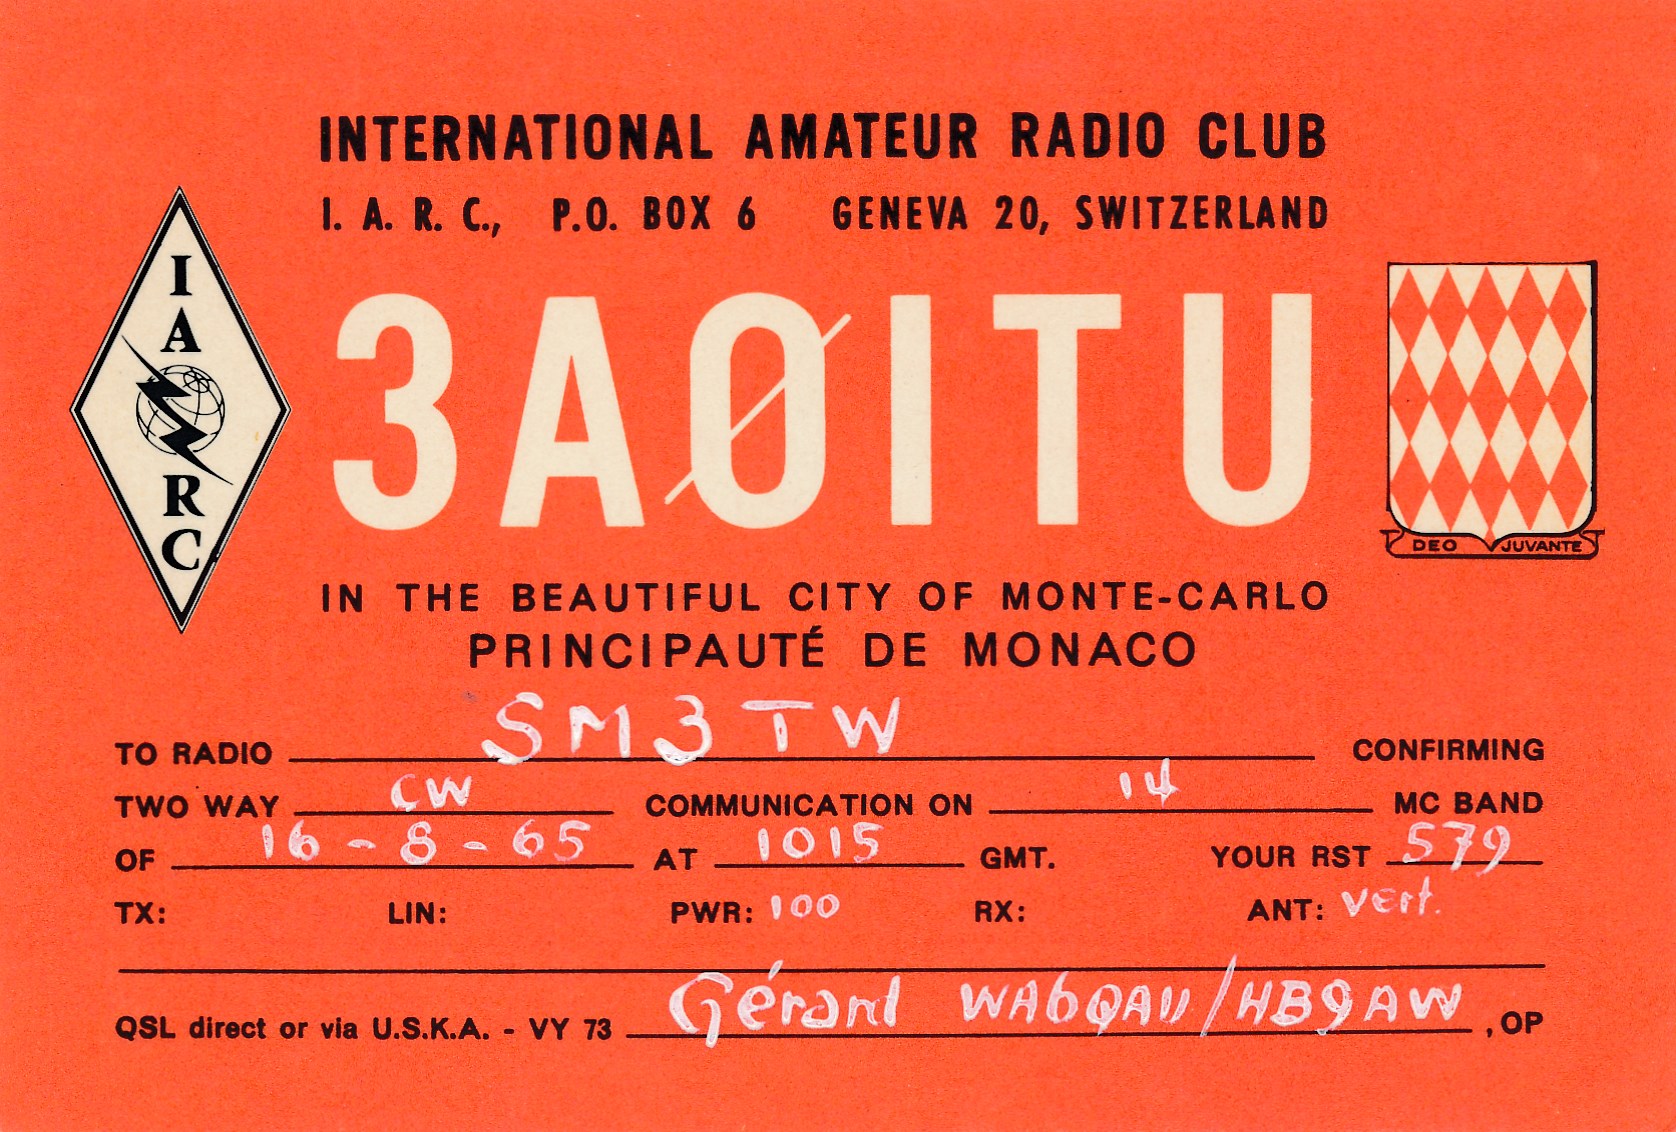 INTERNATIONAL AMATEUR RADIO CLUB
I. A. R. C., P.O. BOX 6 GENEVA 20, SWITZERLAND
I
A
R
C
3AØITU
DEO JUVANTE
IN THE BEAUTIFUL CITY OF MONTE-CARLO
PRINCIPAUTÉ DE MONACO
TO RADIO SM3TW CONFIRMING
TWO WAY CW COMMUNICATION ON 14 MC BAND
OF 16-8-65 AT 1015 GMT. YOUR RST 579
TX: LIN: PWR: 100 RX: ANT: vert.
QSL direct or via U.S.K.A. - VY 73 Gérard WA6QAU/HB9AW, OP